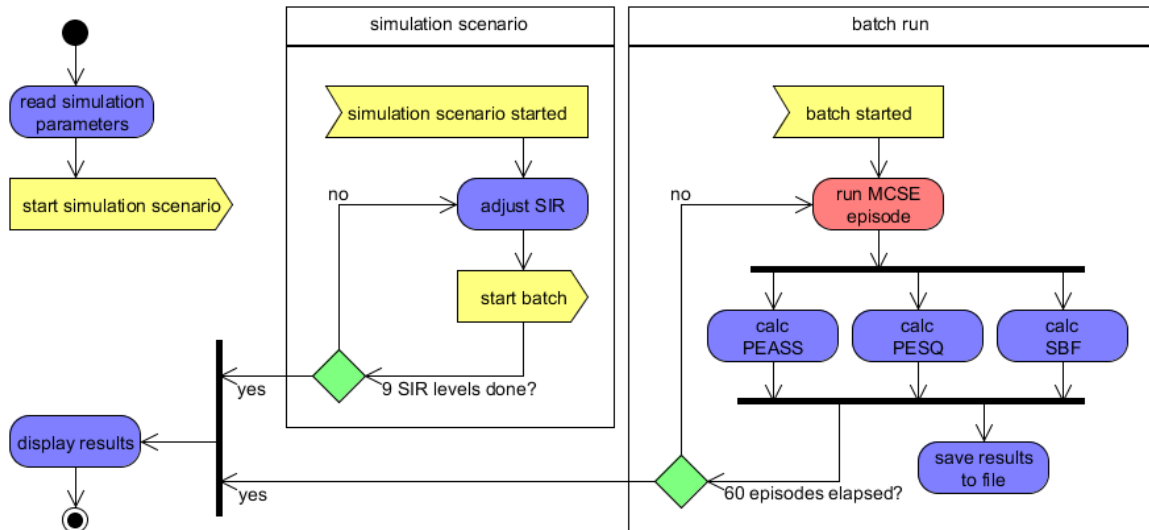 simulation scenario
batch run
read simulation
parameters
start simulation scenario
simulation scenario started
no
adjust SIR
start batch
9 SIR levels done?
yes
batch started
no
run MCSE
episode
calc
PEASS
calc
PESQ
calc
SBF
save results
to file
60 episodes elapsed?
yes
display results